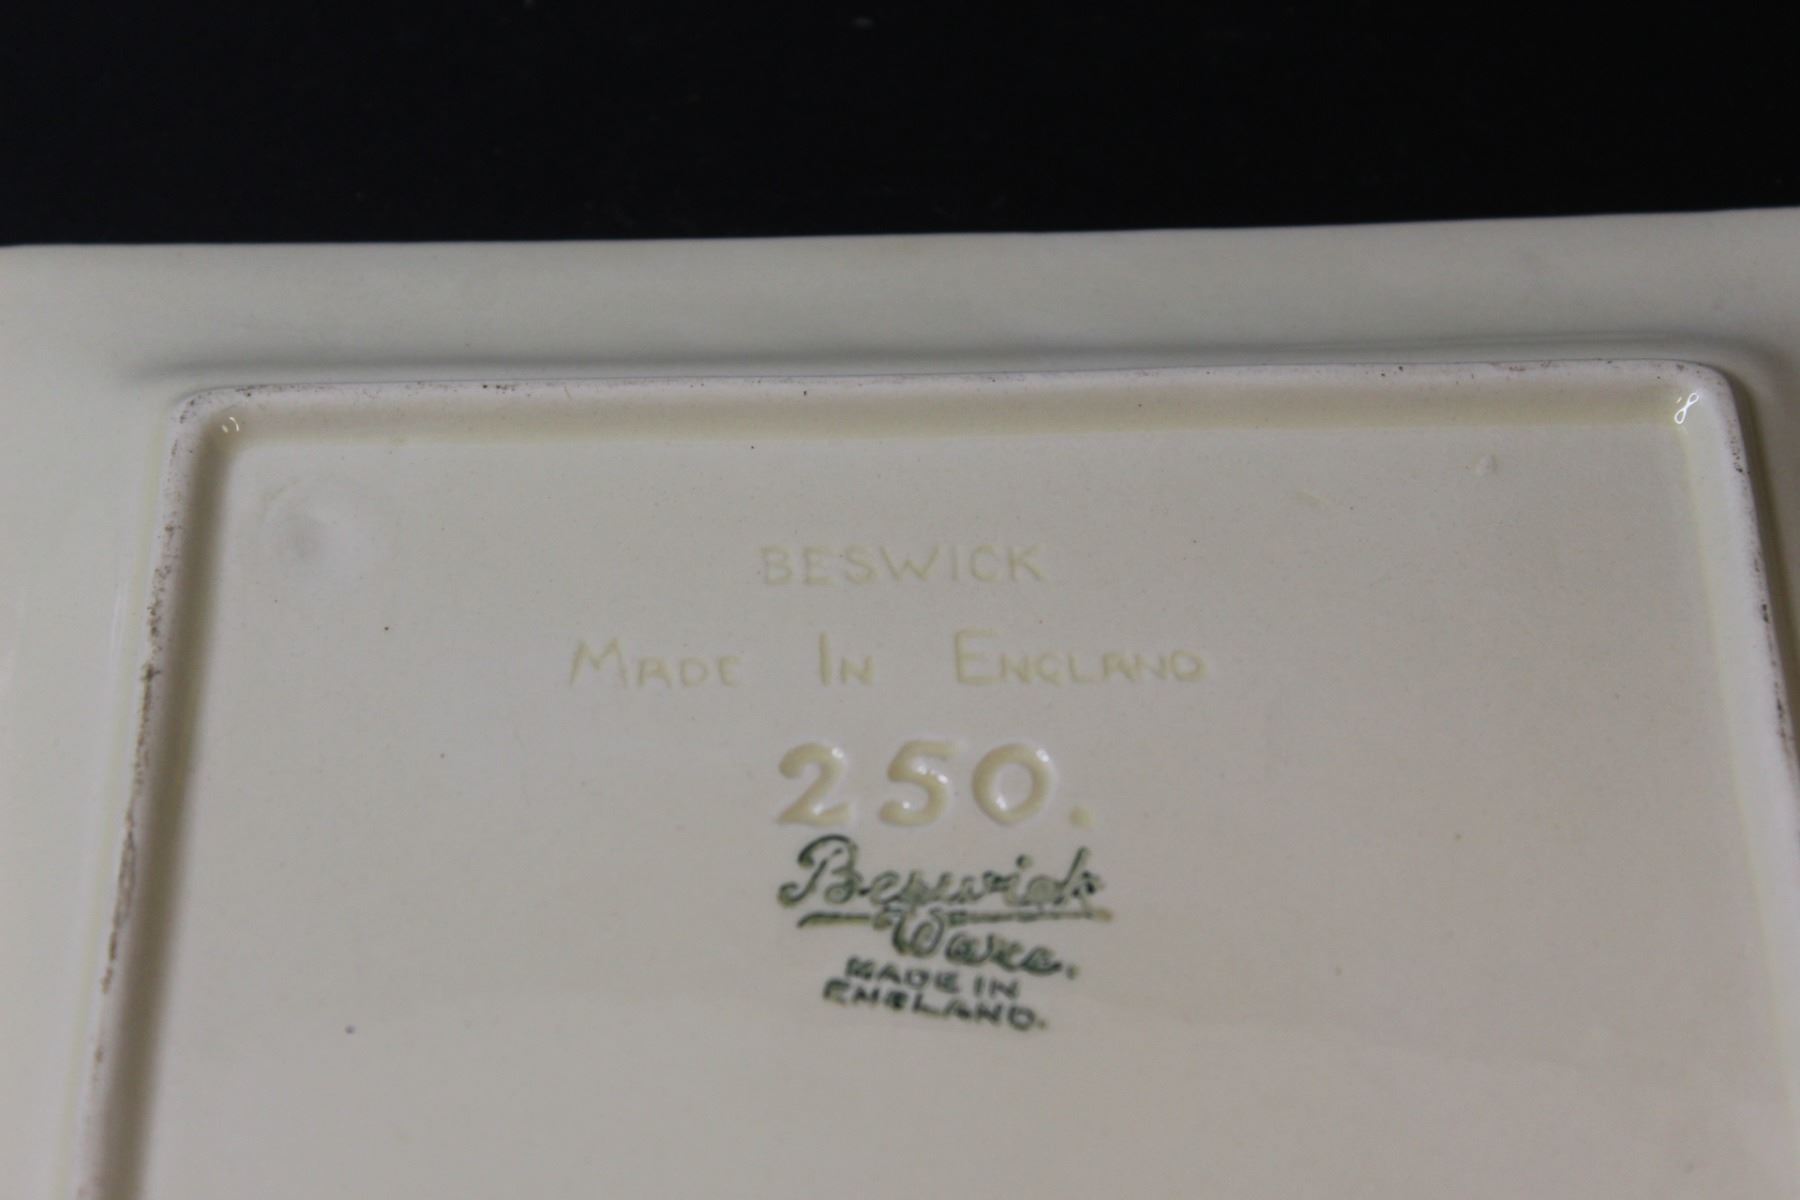 BESWICK
MADE IN ENGLAND
250.
Beswick
Ware.
MADE IN
ENGLAND.